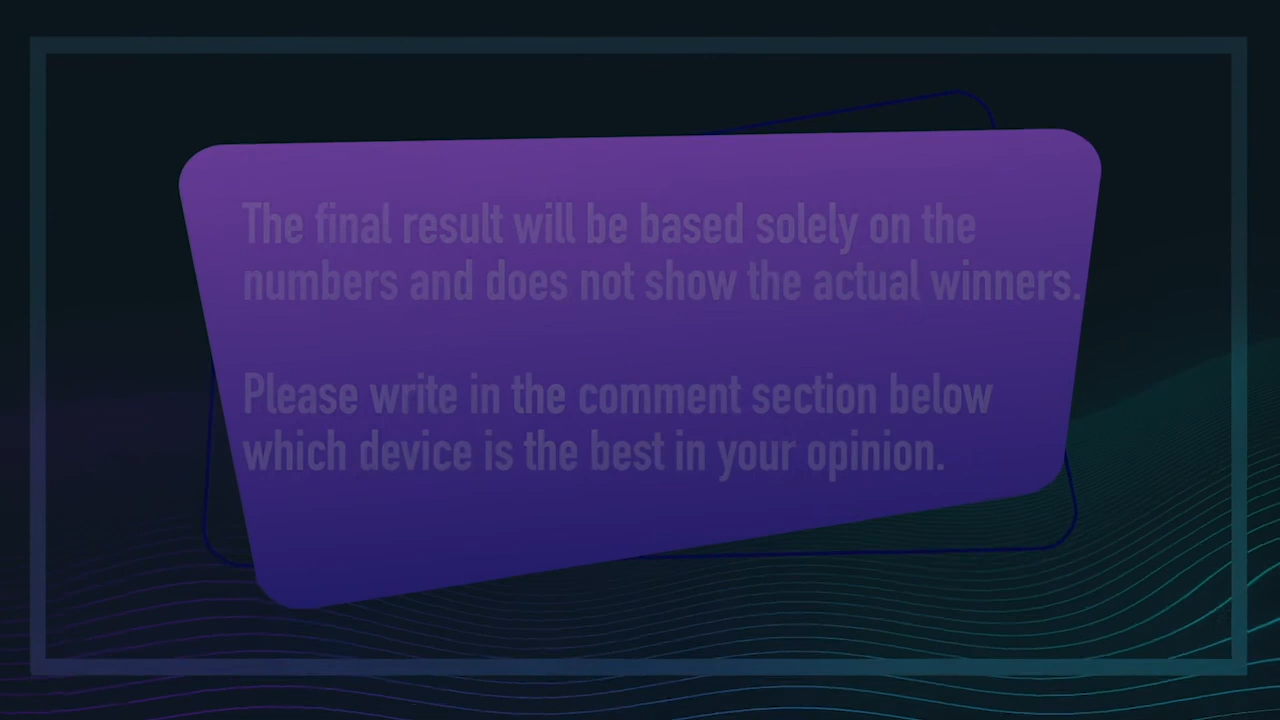 The final result will be based solely on the
numbers and does not show the actual winners.
Please write in the comment section below
which device is the best in your opinion.